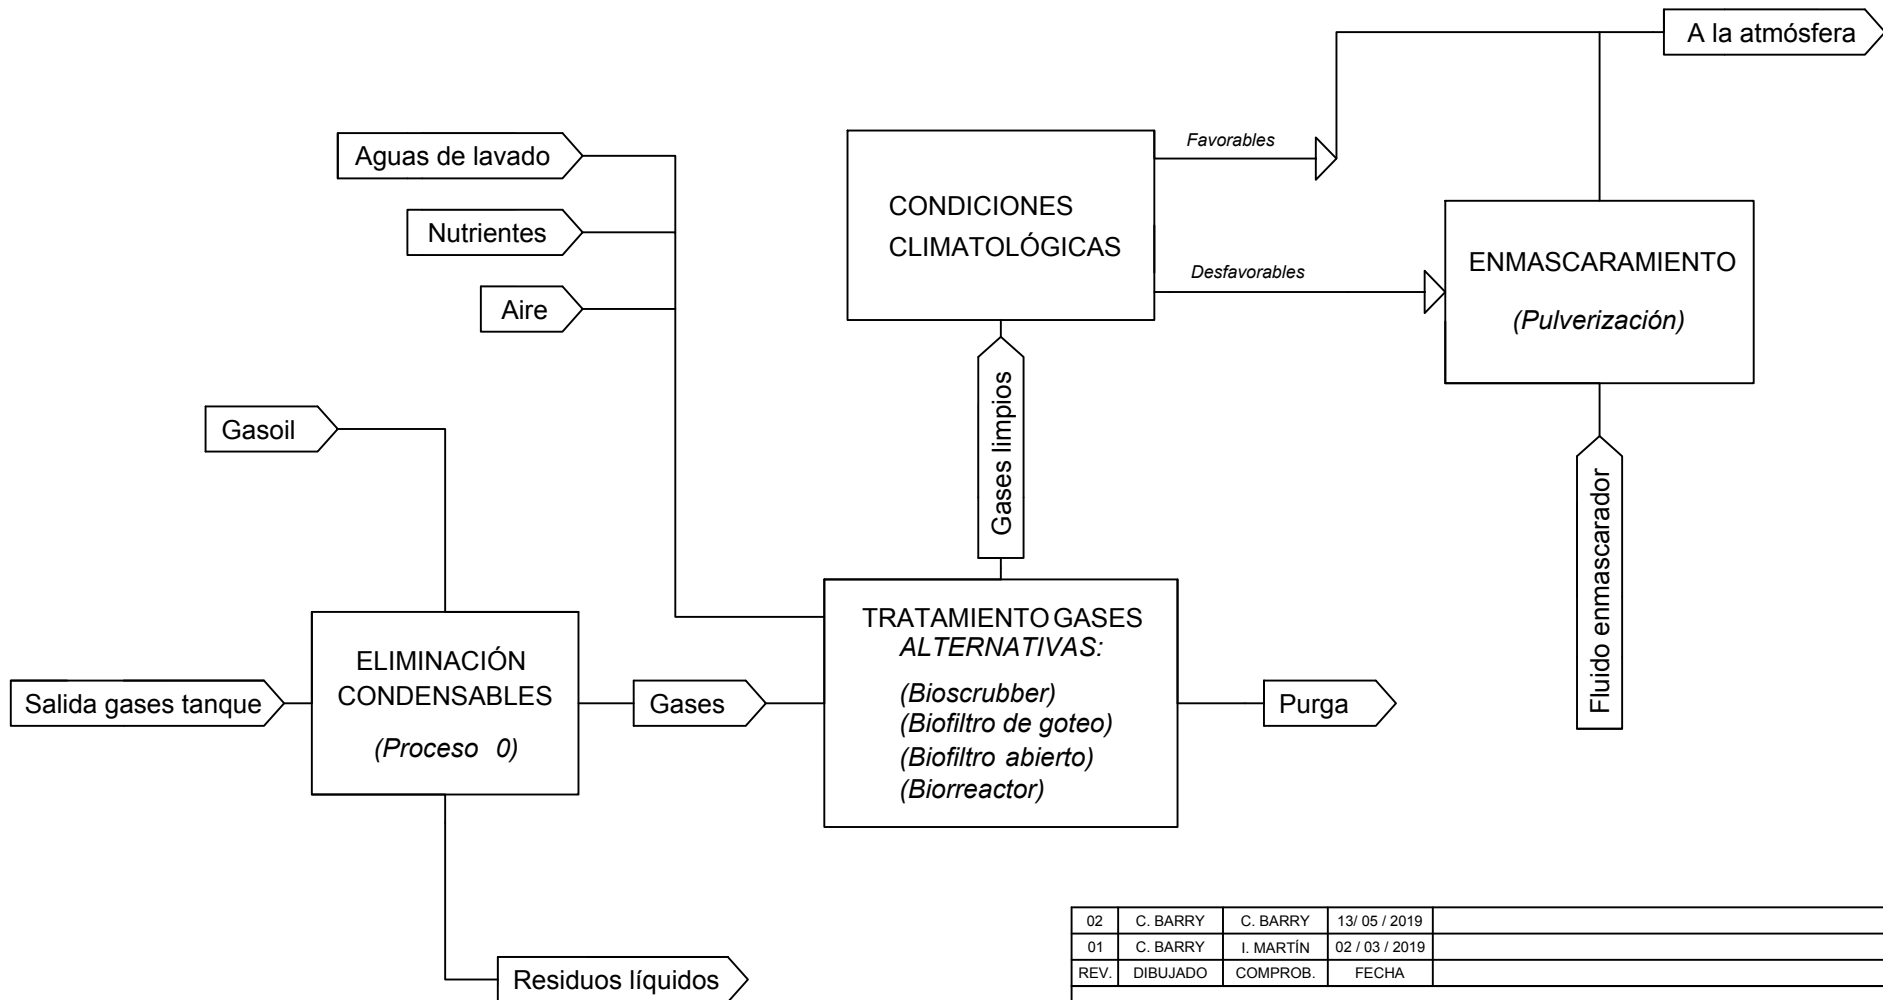 A la atmósfera
Aguas de lavado
Favorables
CONDICIONES
CLIMATOLÓGICAS
Nutrientes
Desfavorables
ENMASCARAMIENTO
(Pulverización)
Aire
Gasoil
Gases limpios
Fluido enmascarador
Salida gases tanque
ELIMINACIÓN
CONDENSABLES
(Proceso 0)
Gases
TRATAMIENTO GASES
ALTERNATIVAS:
(Bioscrubber)
(Biofiltro de goteo)
(Biofiltro abierto)
(Biorreactor)
Purga
Residuos líquidos
02 C. BARRY C. BARRY 13/ 05 / 2019
01 C. BARRY I. MARTÍN 02 / 03 / 2019
REV. DIBUJADO COMPROB. FECHA